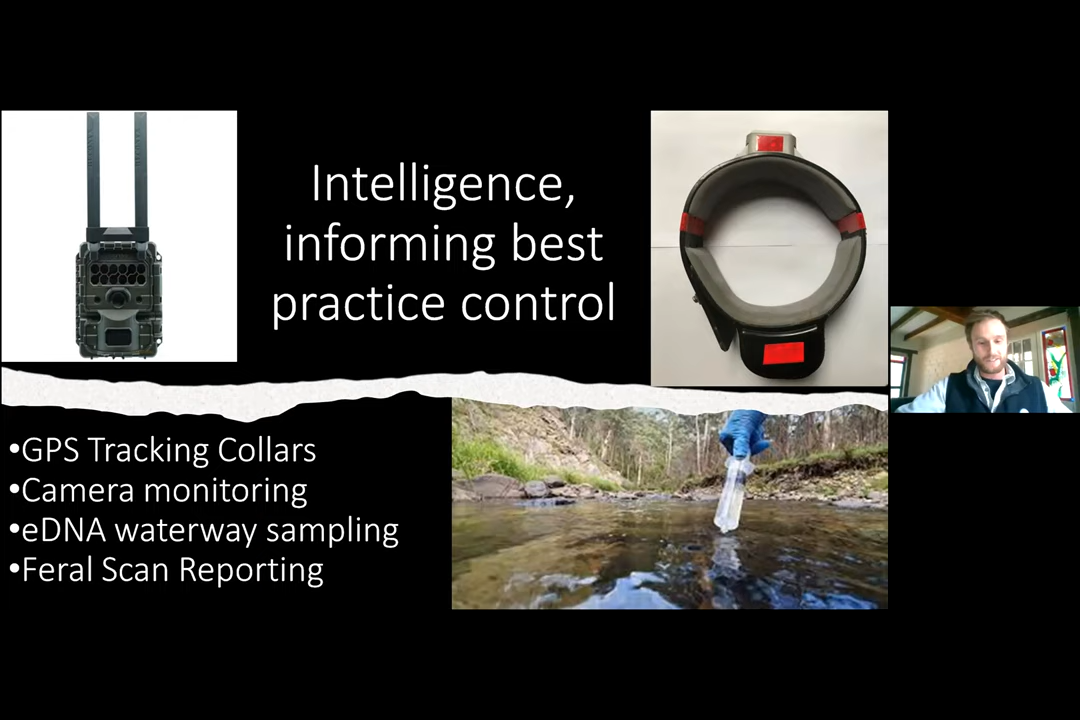 Intelligence,
informing best
practice control
•GPS Tracking Collars
•Camera monitoring
•eDNA waterway sampling
•Feral Scan Reporting